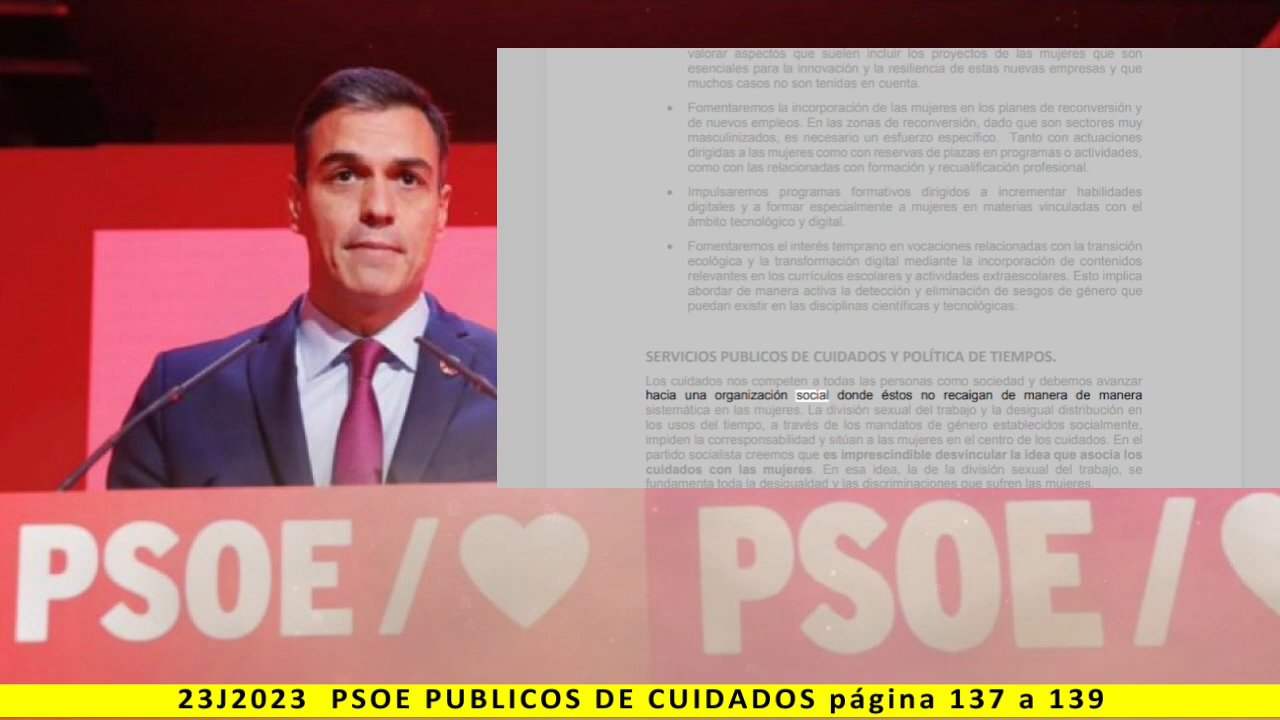 valorar aspectos que suelen incluir los proyectos de las mujeres que son
esenciales para la innovación y la resiliencia de estas nuevas empresas y que
muchos casos no son tenidas en cuenta.
• Fomentaremos la incorporación de las mujeres en los planes de reconversión y
de nuevos empleos. En las zonas de reconversión, dado que son sectores muy
masculinizados, es necesario un esfuerzo específico. Tanto con actuaciones
dirigidas a las mujeres como con reservas de plazas en programas o actividades,
como con las relacionadas con formación y recualificación profesional.
• Impulsaremos programas formativos dirigidos a incrementar habilidades
digitales y a formar especialmente a mujeres en materias vinculadas con el
ámbito tecnológico y digital.
• Fomentaremos el interés temprano en vocaciones relacionadas con la transición
ecológica y la transformación digital mediante la incorporación de contenidos
relevantes en los currículos escolares y actividades extraescolares. Esto implica
abordar de manera activa la detección y eliminación de sesgos de género que
puedan existir en las disciplinas científicas y tecnológicas.
SERVICIOS PUBLICOS DE CUIDADOS Y POLÍTICA DE TIEMPOS.
Los cuidados nos competen a todas las personas como sociedad y debemos avanzar
hacia una organización social donde éstos no recaigan de manera de manera
sistemática en las mujeres. La división sexual del trabajo y la desigual distribución en
los usos del tiempo, a través de los mandatos de género establecidos socialmente,
impiden la corresponsabilidad y sitúan a las mujeres en el centro de los cuidados. En el
partido socialista creemos que es imprescindible desvincular la idea que asocia los
cuidados con las mujeres. En esa idea, la de la división sexual del trabajo, se
fundamenta toda la desigualdad y las discriminaciones que sufren las mujeres.
PSOE / PSOE /
23J2023 PSOE PUBLICOS DE CUIDADOS página 137 a 139